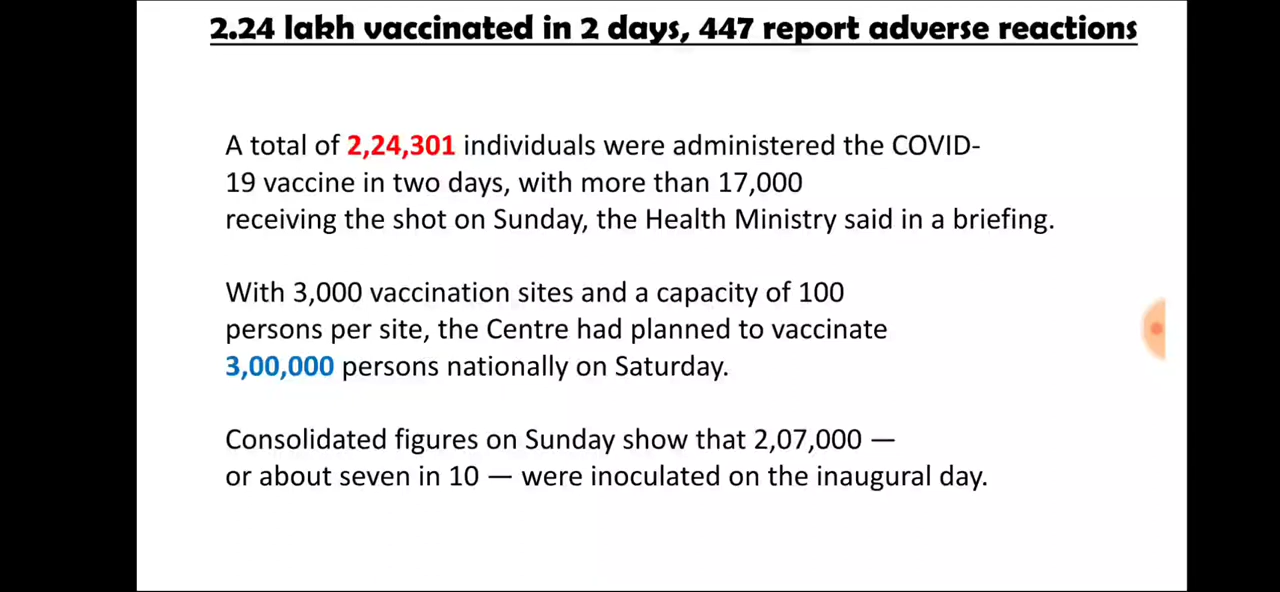 2.24 lakh vaccinated in 2 days, 447 report adverse reactions
A total of 2,24,301 individuals were administered the COVID-
19 vaccine in two days, with more than 17,000
receiving the shot on Sunday, the Health Ministry said in a briefing.
With 3,000 vaccination sites and a capacity of 100
persons per site, the Centre had planned to vaccinate
3,00,000 persons nationally on Saturday.
Consolidated figures on Sunday show that 2,07,000 —
or about seven in 10 — were inoculated on the inaugural day.